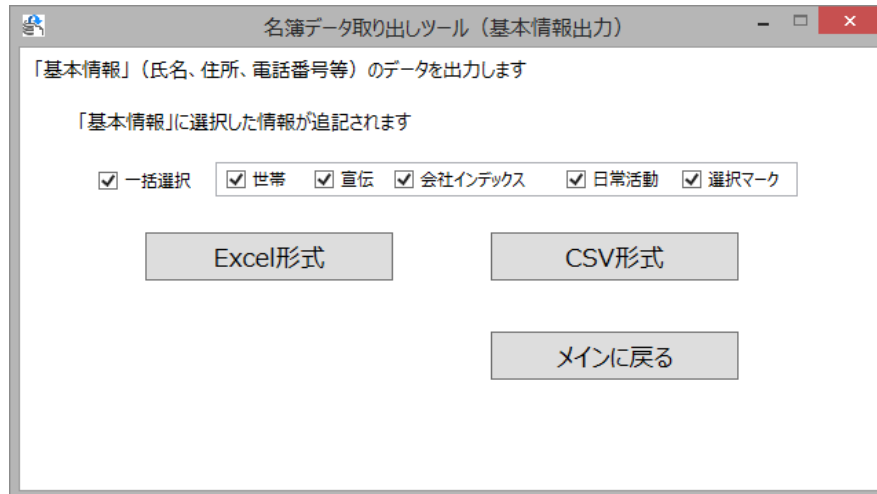 名簿データ取り出しツール（基本情報出力）
「基本情報」（氏名、住所、電話番号等）のデータを出力します
「基本情報」に選択した情報が追記されます
一括選択 世帯 宣伝 会社インデックス 日常活動 選択マーク
Excel形式 CSV形式
メインに戻る